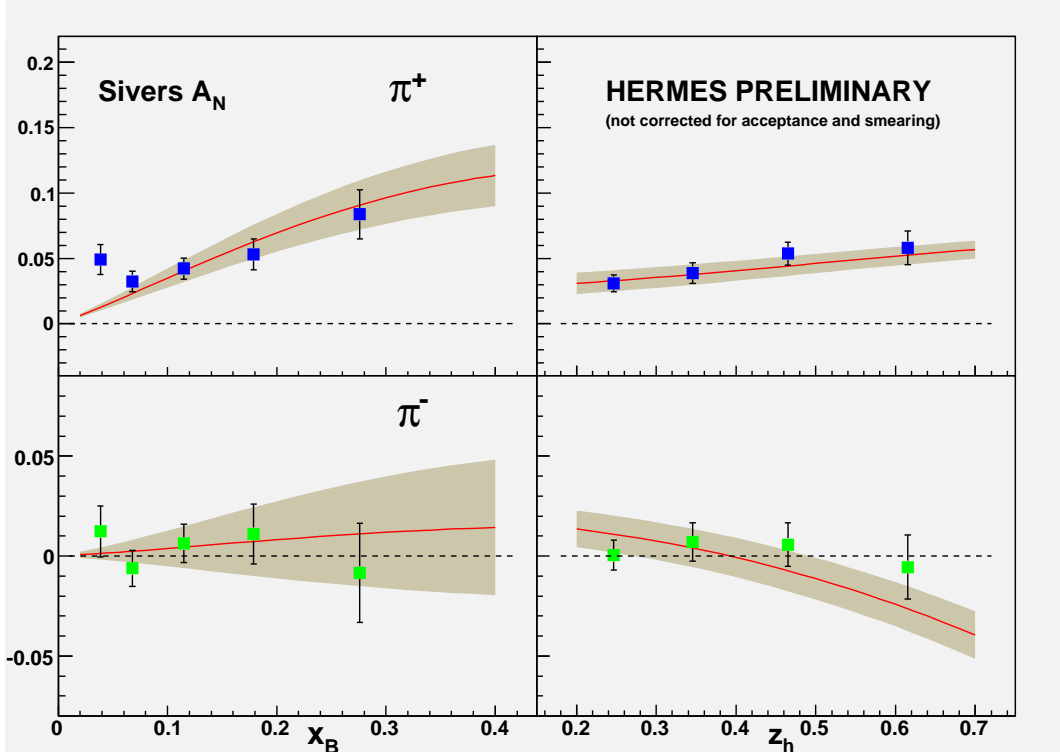 Sivers A_N
π⁺
HERMES PRELIMINARY
(not corrected for acceptance and smearing)
0.2
0.15
0.1
0.05
0
π⁻
0.05
0
-0.05
0 0.1 0.2 0.3 0.4
0.2 0.3 0.4 0.5 0.6 0.7
x_B
z_h